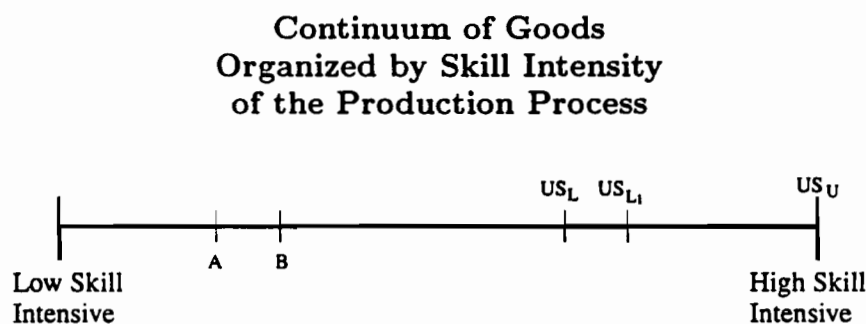 Continuum of Goods
Organized by Skill Intensity
of the Production Process
US_L US_L1 US_U
A B
Low Skill High Skill
Intensive Intensive